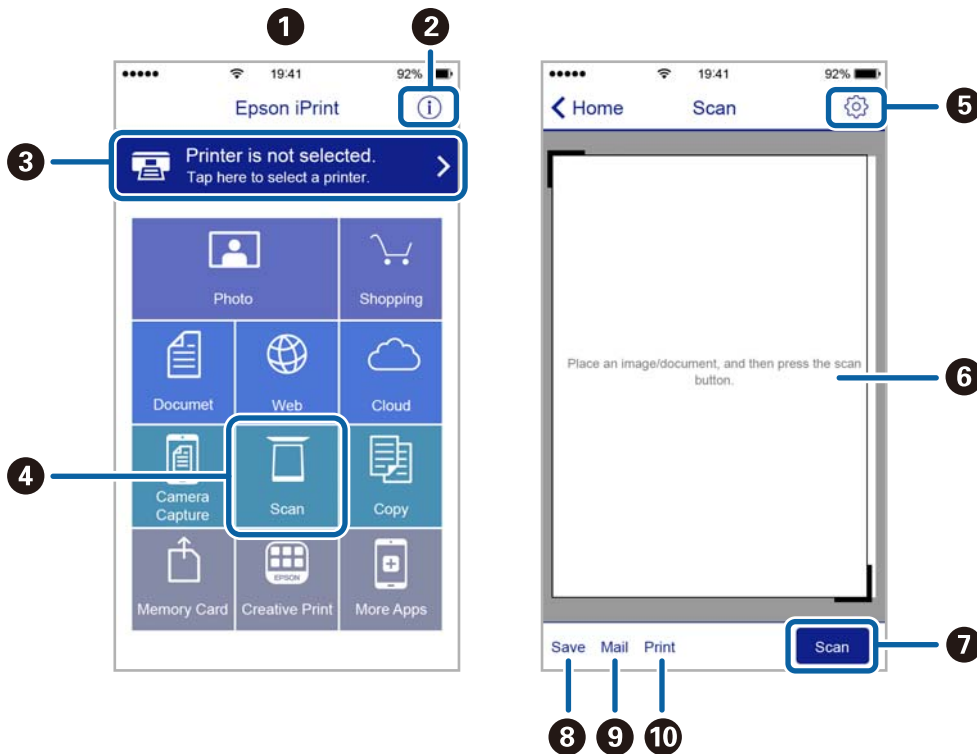 1
2
19:41
92%
Epson iPrint
3
Printer is not selected.
Tap here to select a printer.
Photo
Shopping
Documet
Web
Cloud
4
Camera
Capture
Scan
Copy
EPSON
Memory Card
Creative Print
More Apps
19:41
92%
Home
Scan
5
Place an image/document, and then press the scan
button.
6
Save
Mail
Print
Scan
7
8
9
10